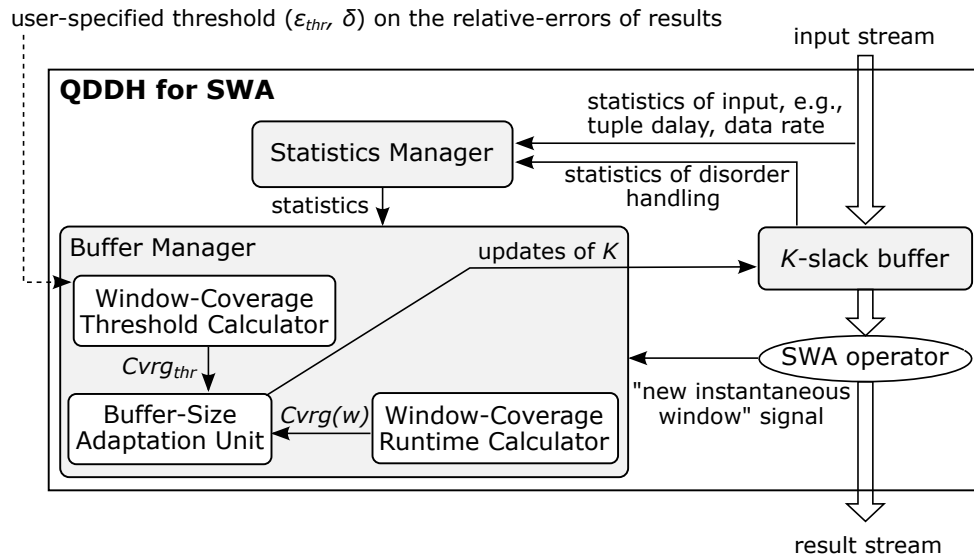 user-specified threshold (εthr, δ) on the relative-errors of results
input stream
QDDH for SWA
statistics of input, e.g.,
tuple dalay, data rate
Statistics Manager
statistics of disorder
handling
statistics
Buffer Manager
updates of K
K-slack buffer
Window-Coverage
Threshold Calculator
Cvrgthr
SWA operator
"new instantaneous
window" signal
Buffer-Size
Adaptation Unit
Cvrg(w)
Window-Coverage
Runtime Calculator
result stream